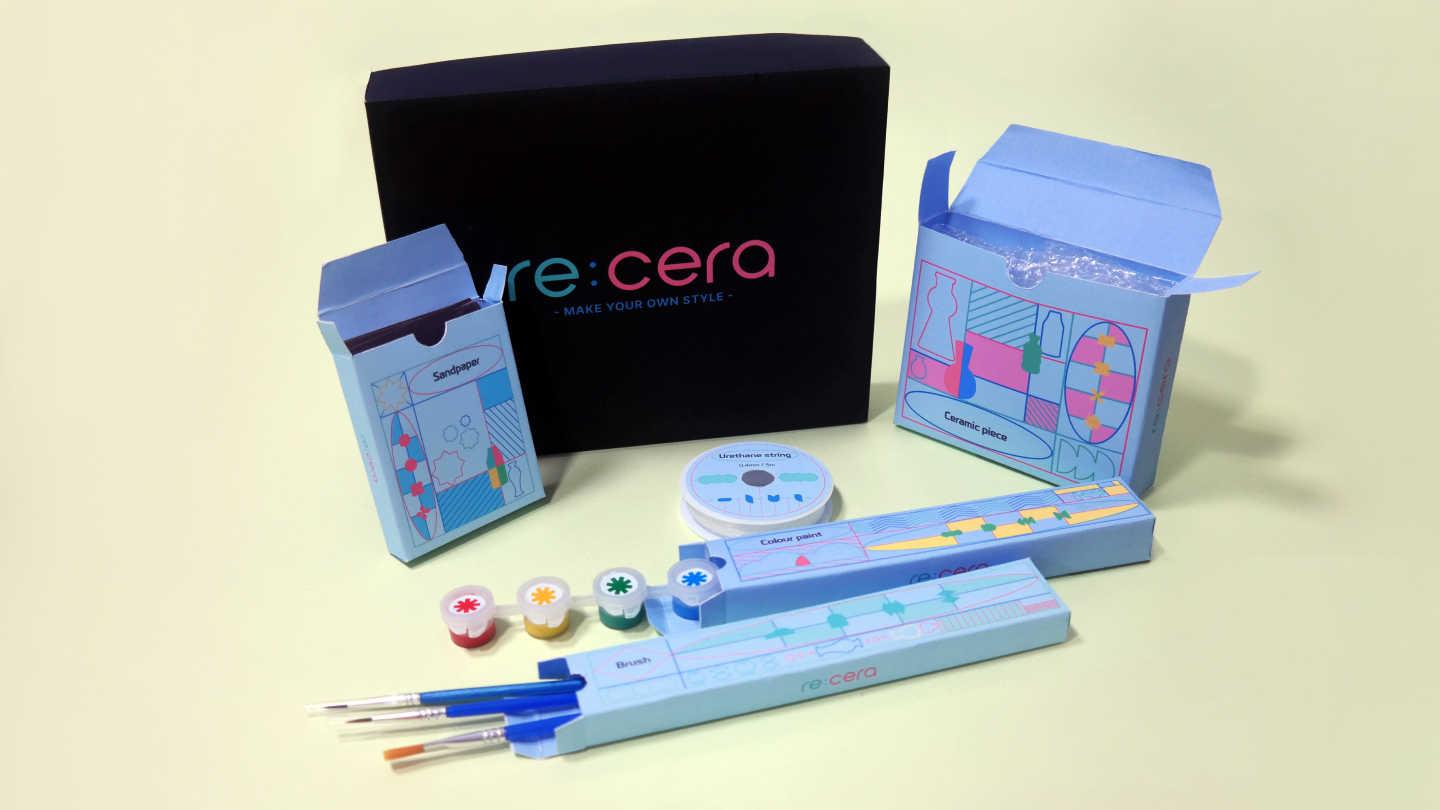 re:cera
- MAKE YOUR OWN STYLE -
Sandpaper
re:cera
Ceramic piece
re:cera
Urethane string
0.4mm / 5m
Colour paint
re:cera
Brush
re:cera